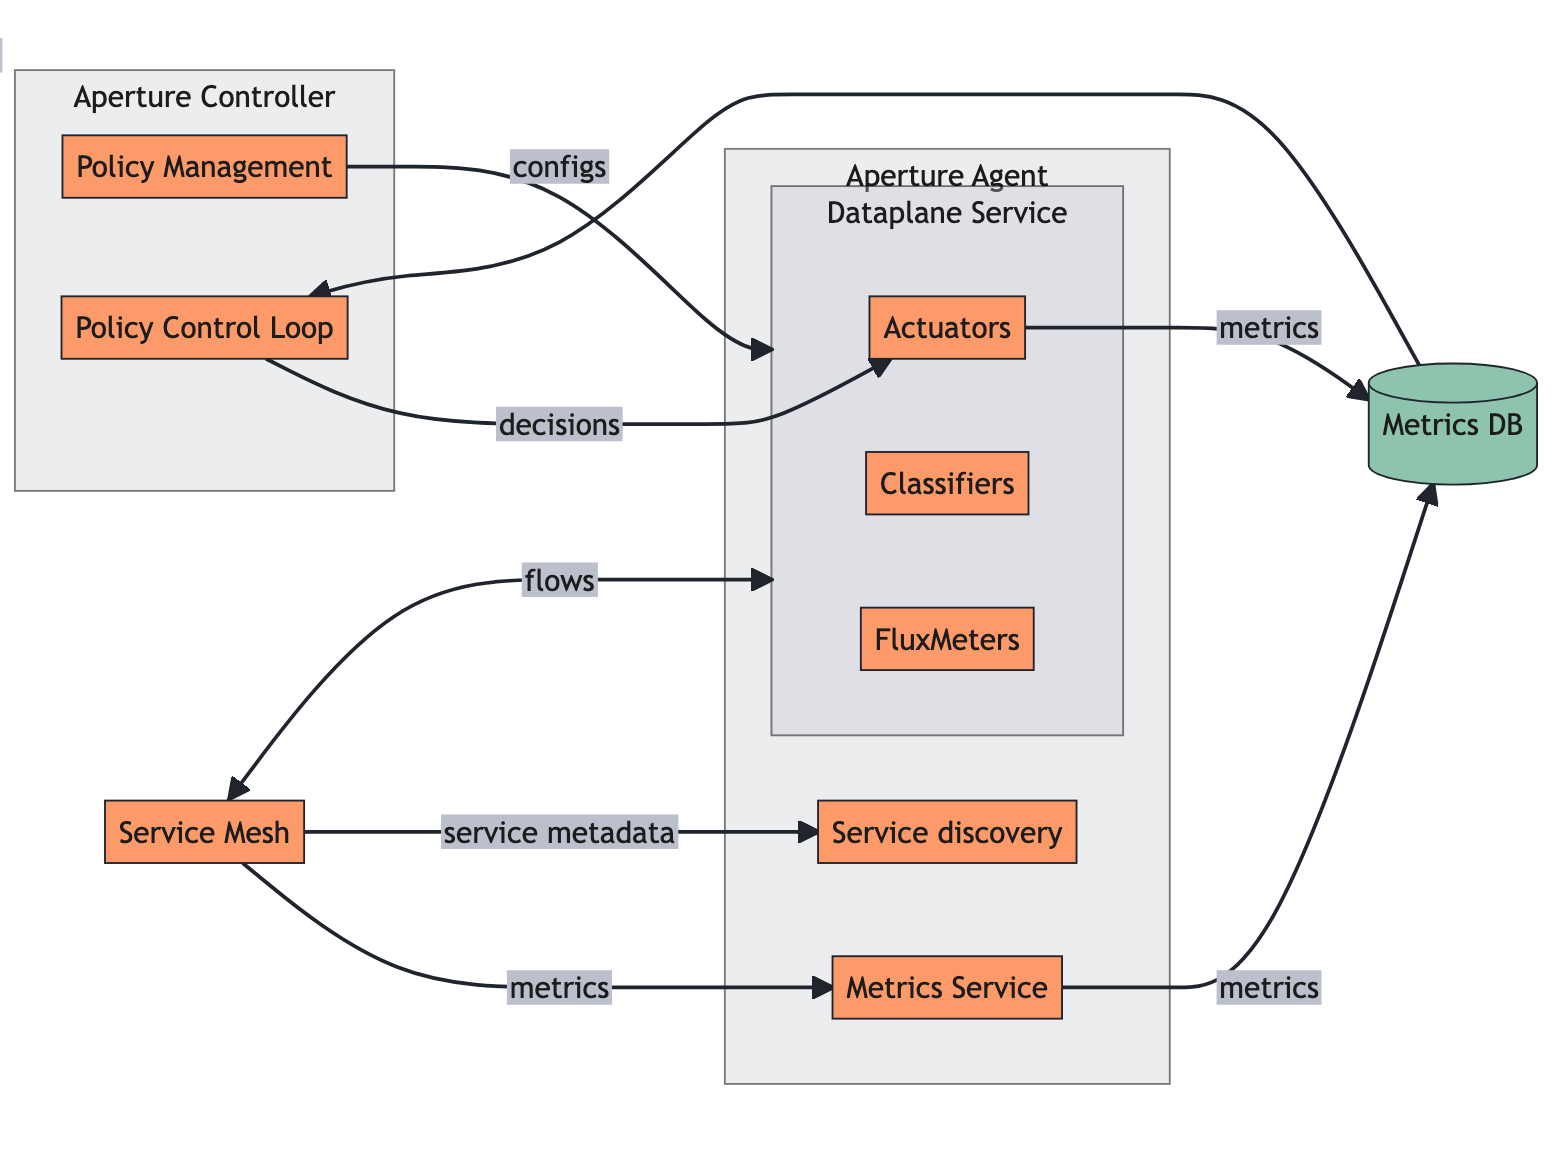 Aperture Controller
Policy Management
configs
Aperture Agent
Dataplane Service
Policy Control Loop
Actuators
metrics
decisions
Metrics DB
Classifiers
flows
FluxMeters
Service Mesh
service metadata
Service discovery
metrics
Metrics Service
metrics